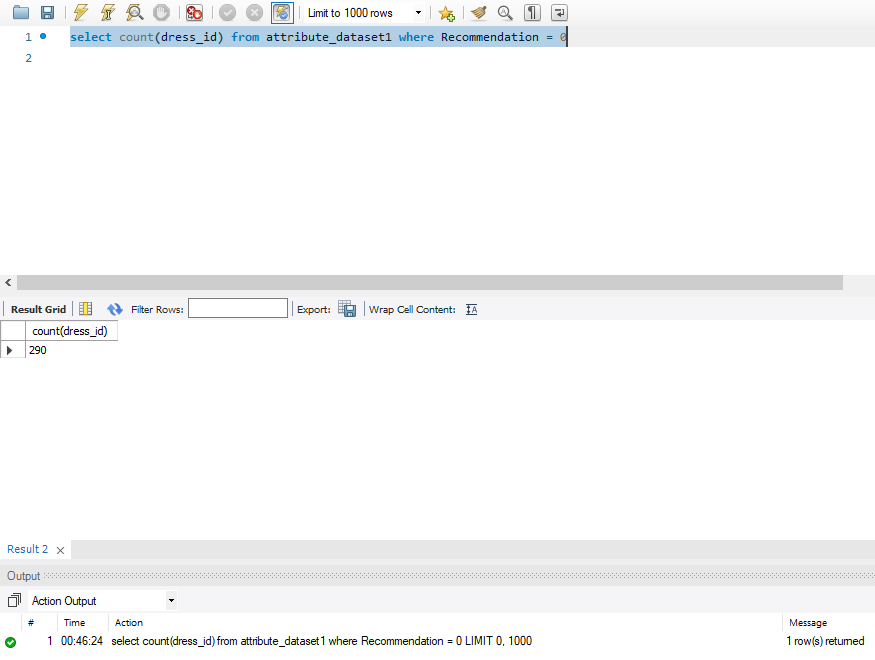 Limit to 1000 rows
1 select count(dress_id) from attribute_dataset1 where Recommendation = 0
2
Result Grid Filter Rows: Export: Wrap Cell Content:
count(dress_id)
290
Result 2
Output
Action Output
# Time Action Message
1 00:46:24 select count(dress_id) from attribute_dataset1 where Recommendation = 0 LIMIT 0, 1000 1 row(s) returned